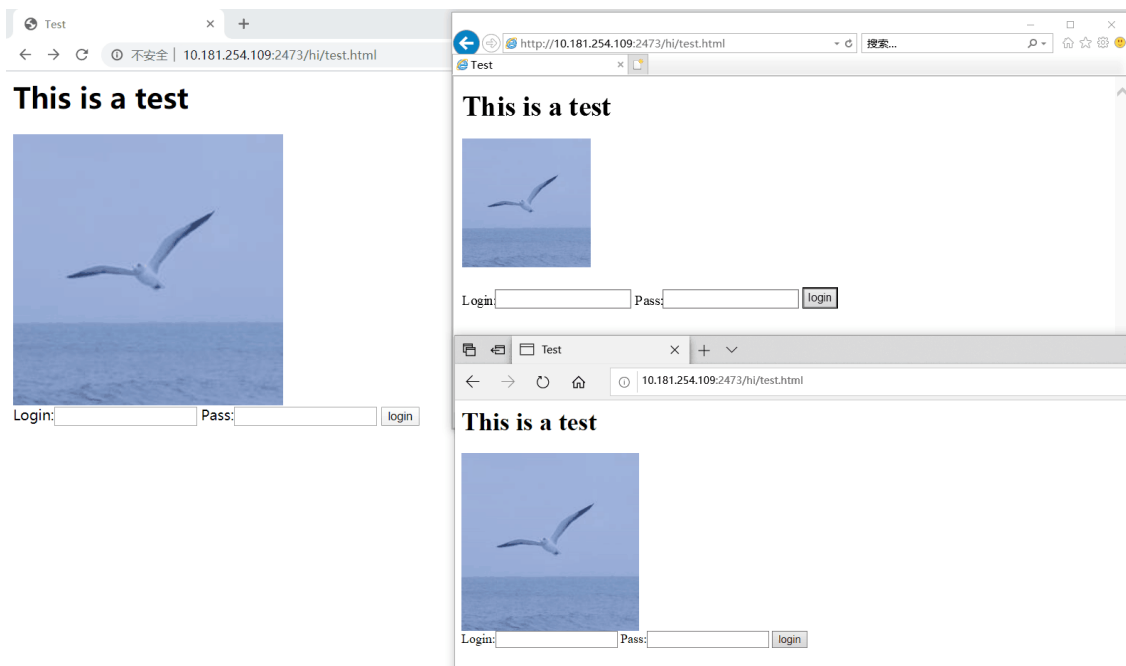 Test
不安全 | 10.181.254.109:2473/hi/test.html
This is a test
Login: Pass: login
http://10.181.254.109:2473/hi/test.html 搜索...
Test
This is a test
Login: Pass: login
Test
10.181.254.109:2473/hi/test.html
This is a test
Login: Pass: login